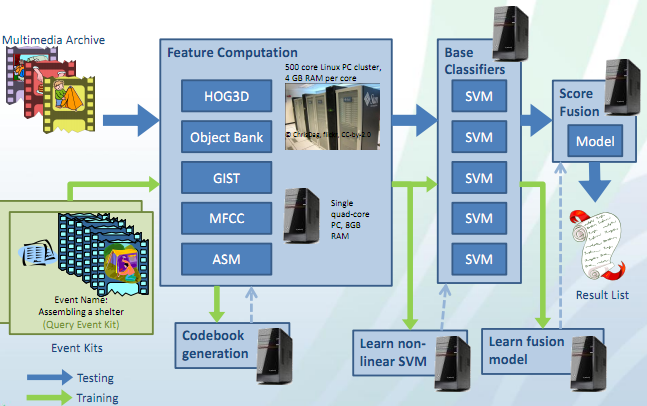 Multimedia Archive
Feature Computation
500 core Linux PC cluster,
4 GB RAM per core
HOG3D
Object Bank
GIST
MFCC
ASM
© ChrisDag, flickr, CC-by-2.0
Single
quad-core
PC, 8GB
RAM
Base
Classifiers
SVM
SVM
SVM
SVM
SVM
Score
Fusion
Model
Result List
Event Name:
Assembling a shelter
(Query Event Kit)
Event Kits
Codebook
generation
Learn non-
linear SVM
Learn fusion
model
Testing
Training